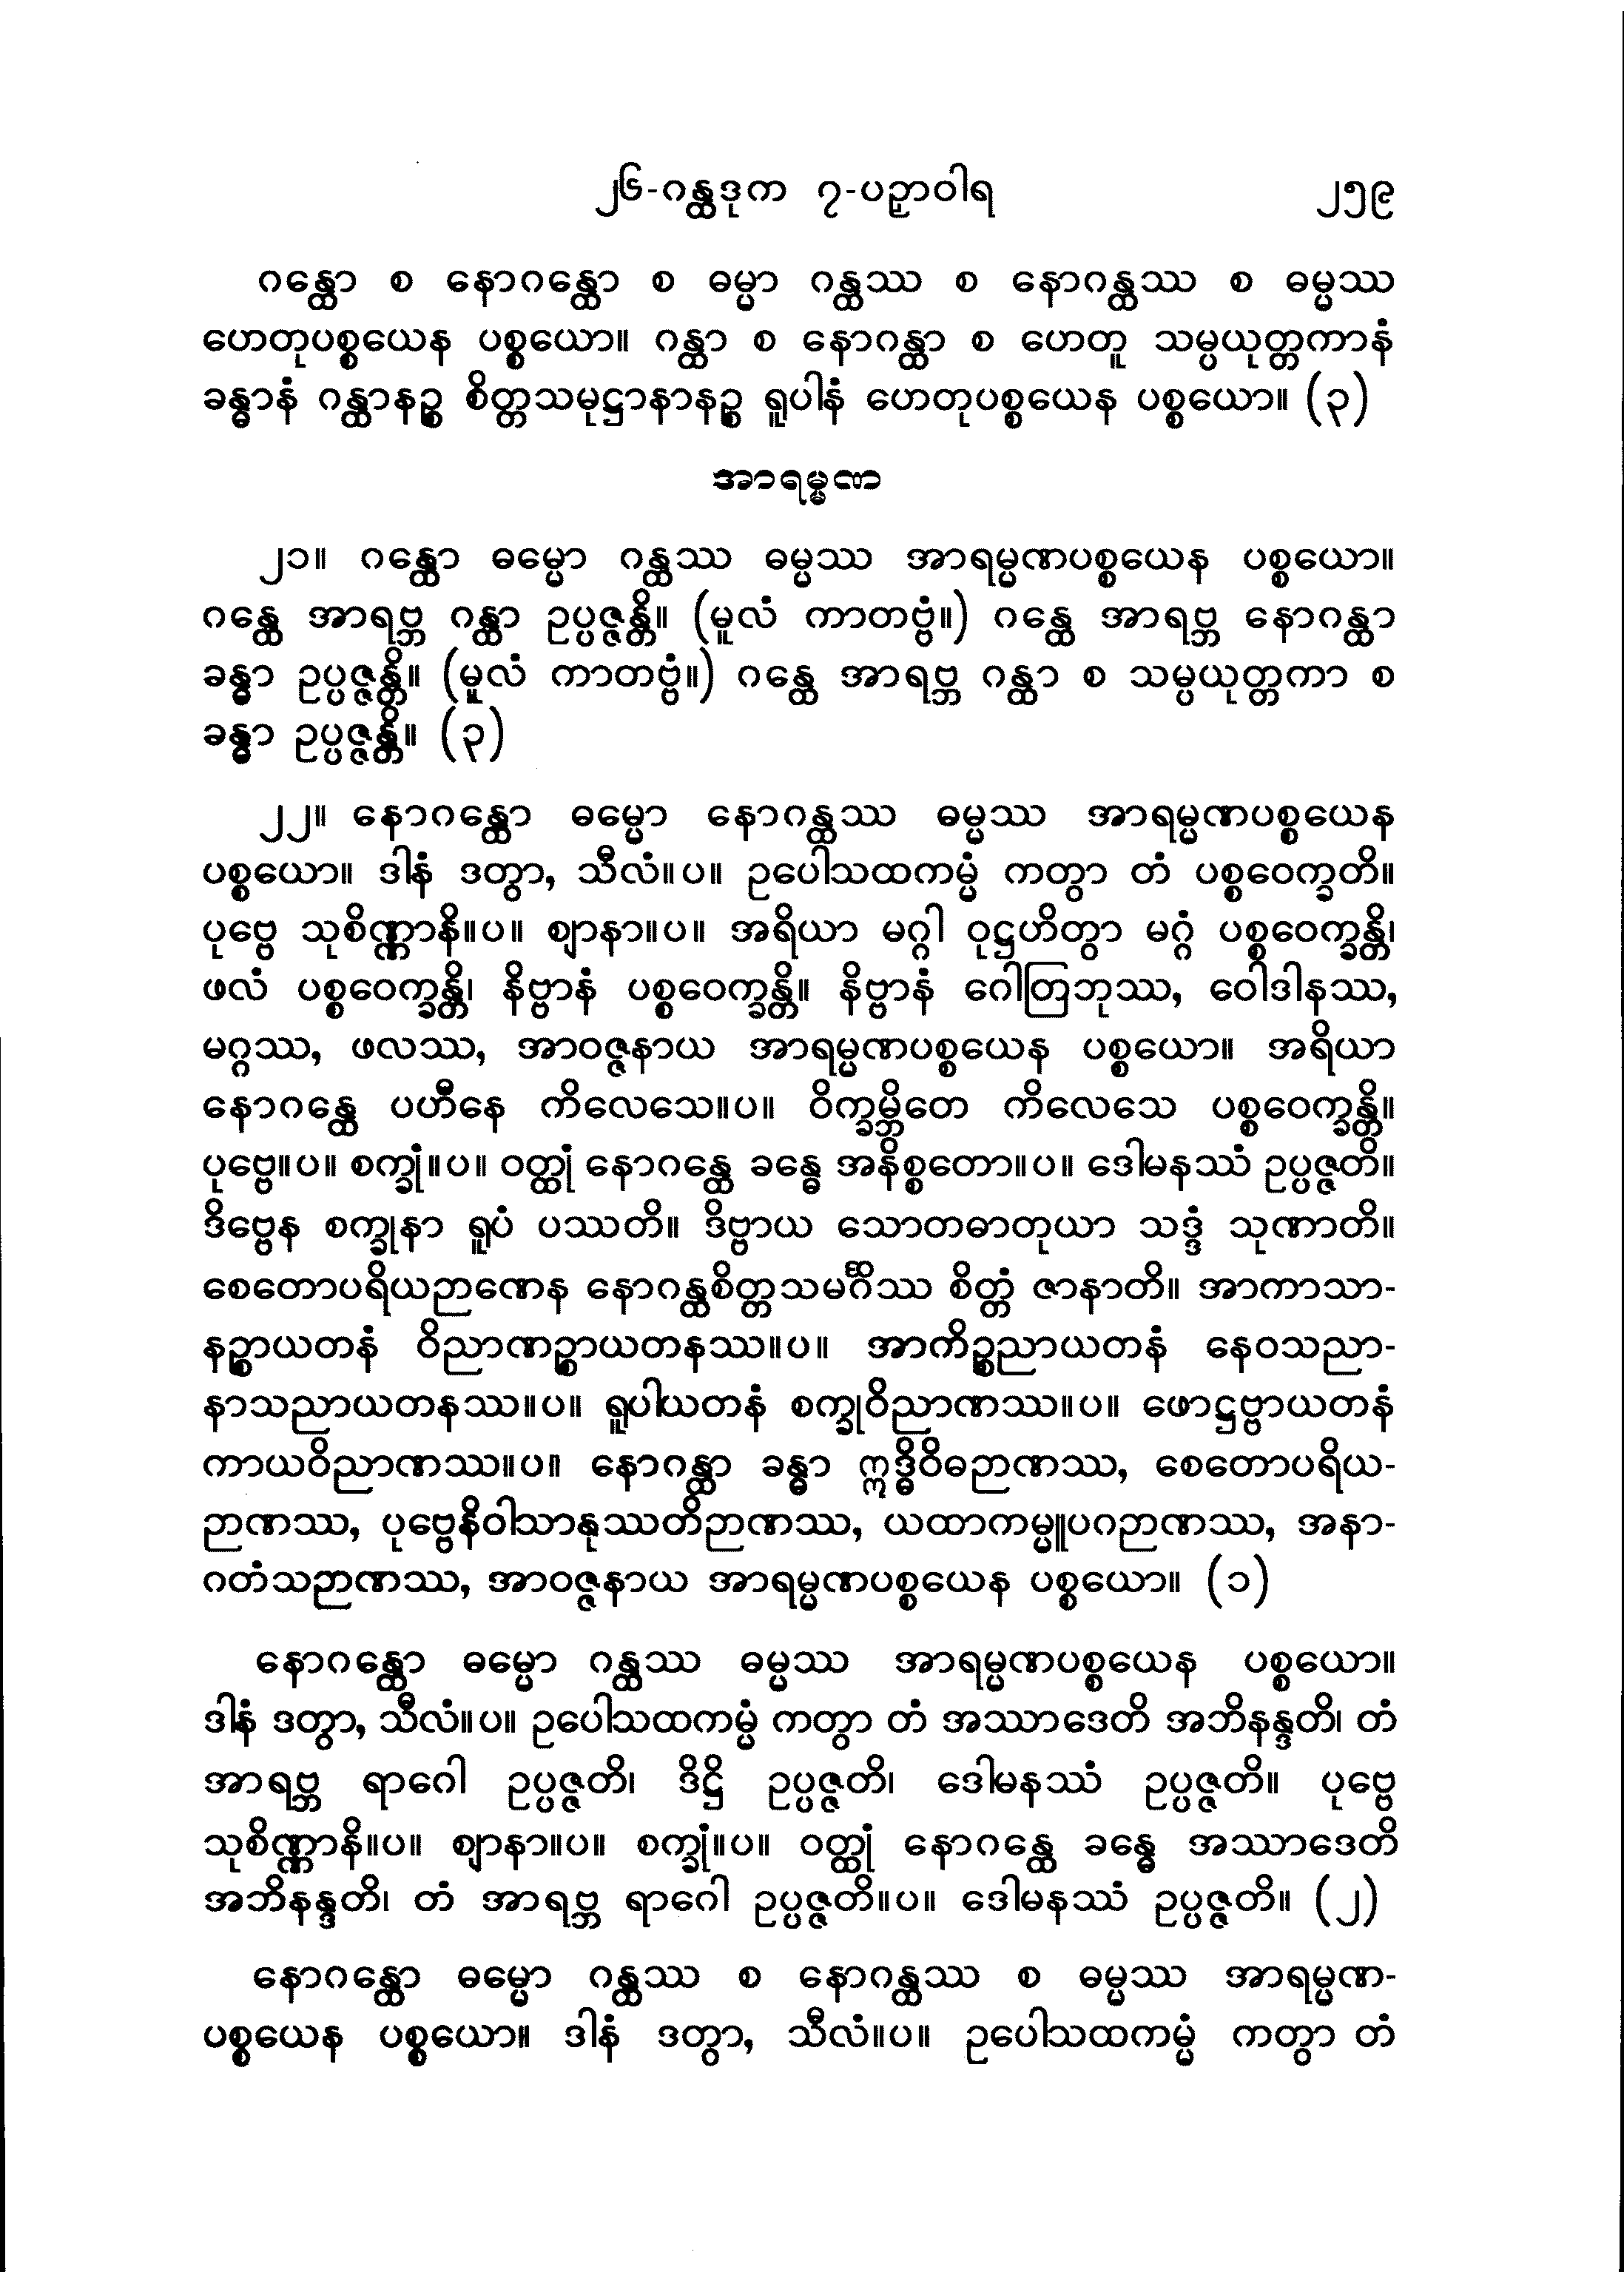 ၂၆-ဂန္ထဒုက ၇-ပဉှာဝါရ ၂၅၉
ဂန္ထော စ နောဂန္ထော စ ဓမ္မာ ဂန္ထဿ စ နောဂန္ထဿ စ ဓမ္မဿ
ဟေတုပစ္စယေန ပစ္စယော။ ဂန္ထာ စ နောဂန္ထာ စ ဟေတူ သမ္ပယုတ္တကာနံ
ခန္ဓာနံ ဂန္ထာနဉ္စ စိတ္တသမုဋ္ဌာနာနဉ္စ ရူပါနံ ဟေတုပစ္စယေန ပစ္စယော။ (၃)
အာရမ္မဏ
၂၁။ ဂန္ထော ဓမ္မော ဂန္ထဿ ဓမ္မဿ အာရမ္မဏပစ္စယေန ပစ္စယော။
ဂန္ထေ အာရဗ္ဘ ဂန္ထာ ဥပ္ပဇ္ဇန္တိ။ (မူလံ ကာတဗ္ဗံ။) ဂန္ထေ အာရဗ္ဘ နောဂန္ထာ
ခန္ဓာ ဥပ္ပဇ္ဇန္တိ။ (မူလံ ကာတဗ္ဗံ။) ဂန္ထေ အာရဗ္ဘ ဂန္ထာ စ သမ္ပယုတ္တကာ စ
ခန္ဓာ ဥပ္ပဇ္ဇန္တိ။ (၃)
၂၂။ နောဂန္ထော ဓမ္မော နောဂန္ထဿ ဓမ္မဿ အာရမ္မဏပစ္စယေန
ပစ္စယော။ ဒါနံ ဒတွာ, သီလံ။ပ။ ဥပေါသထကမ္မံ ကတွာ တံ ပစ္စဝေက္ခတိ။
ပုဗ္ဗေ သုစိဏ္ဏာနိ။ပ။ ဈာနာ။ပ။ အရိယာ မဂ္ဂါ ဝုဋ္ဌဟိတွာ မဂ္ဂံ ပစ္စဝေက္ခန္တိ၊
ဖလံ ပစ္စဝေက္ခန္တိ၊ နိဗ္ဗာနံ ပစ္စဝေက္ခန္တိ။ နိဗ္ဗာနံ ဂေါတြဘုဿ, ဝေါဒါနဿ,
မဂ္ဂဿ, ဖလဿ, အာဝဇ္ဇနာယ အာရမ္မဏပစ္စယေန ပစ္စယော။ အရိယာ
နောဂန္ထေ ပဟီနေ ကိလေသေ။ပ။ ဝိက္ခမ္ဘိတေ ကိလေသေ ပစ္စဝေက္ခန္တိ။
ပုဗ္ဗေ။ပ။ စက္ခုံ။ပ။ ဝတ္ထုံ နောဂန္ထေ ခန္ဓေ အနိစ္စတော။ပ။ ဒေါမနဿံ ဥပ္ပဇ္ဇတိ။
ဒိဗ္ဗေန စက္ခုနာ ရူပံ ပဿတိ။ ဒိဗ္ဗာယ သောတဓာတုယာ သဒ္ဒံ သုဏာတိ။
စေတောပရိယဉာဏေန နောဂန္ထစိတ္တသမင်္ဂိဿ စိတ္တံ ဇာနာတိ။ အာကာသာ-
နဉ္စာယတနံ ဝိညာဏဉ္စာယတနဿ။ပ။ အာကိဉ္စညာယတနံ နေဝသညာ-
နာသညာယတနဿ။ပ။ ရူပါယတနံ စက္ခုဝိညာဏဿ။ပ။ ဖောဋ္ဌဗ္ဗာယတနံ
ကာယဝိညာဏဿ။ပ။ နောဂန္ထာ ခန္ဓာ ဣဒ္ဓိဝိဓဉာဏဿ, စေတောပရိယ-
ဉာဏဿ, ပုဗ္ဗေနိဝါသာနုဿတိဉာဏဿ, ယထာကမ္မူပဂဉာဏဿ, အနာ-
ဂတံသဉာဏဿ, အာဝဇ္ဇနာယ အာရမ္မဏပစ္စယေန ပစ္စယော။ (၁)
နောဂန္ထော ဓမ္မော ဂန္ထဿ ဓမ္မဿ အာရမ္မဏပစ္စယေန ပစ္စယော။
ဒါနံ ဒတွာ, သီလံ။ပ။ ဥပေါသထကမ္မံ ကတွာ တံ အဿာဒေတိ အဘိနန္ဒတိ၊ တံ
အာရဗ္ဘ ရာဂေါ ဥပ္ပဇ္ဇတိ၊ ဒိဋ္ဌိ ဥပ္ပဇ္ဇတိ၊ ဒေါမနဿံ ဥပ္ပဇ္ဇတိ။ ပုဗ္ဗေ
သုစိဏ္ဏာနိ။ပ။ ဈာနာ။ပ။ စက္ခုံ။ပ။ ဝတ္ထုံ နောဂန္ထေ ခန္ဓေ အဿာဒေတိ
အဘိနန္ဒတိ၊ တံ အာရဗ္ဘ ရာဂေါ ဥပ္ပဇ္ဇတိ။ပ။ ဒေါမနဿံ ဥပ္ပဇ္ဇတိ။ (၂)
နောဂန္ထော ဓမ္မော ဂန္ထဿ စ နောဂန္ထဿ စ ဓမ္မဿ အာရမ္မဏ-
ပစ္စယေန ပစ္စယော။ ဒါနံ ဒတွာ, သီလံ။ပ။ ဥပေါသထကမ္မံ ကတွာ တံ